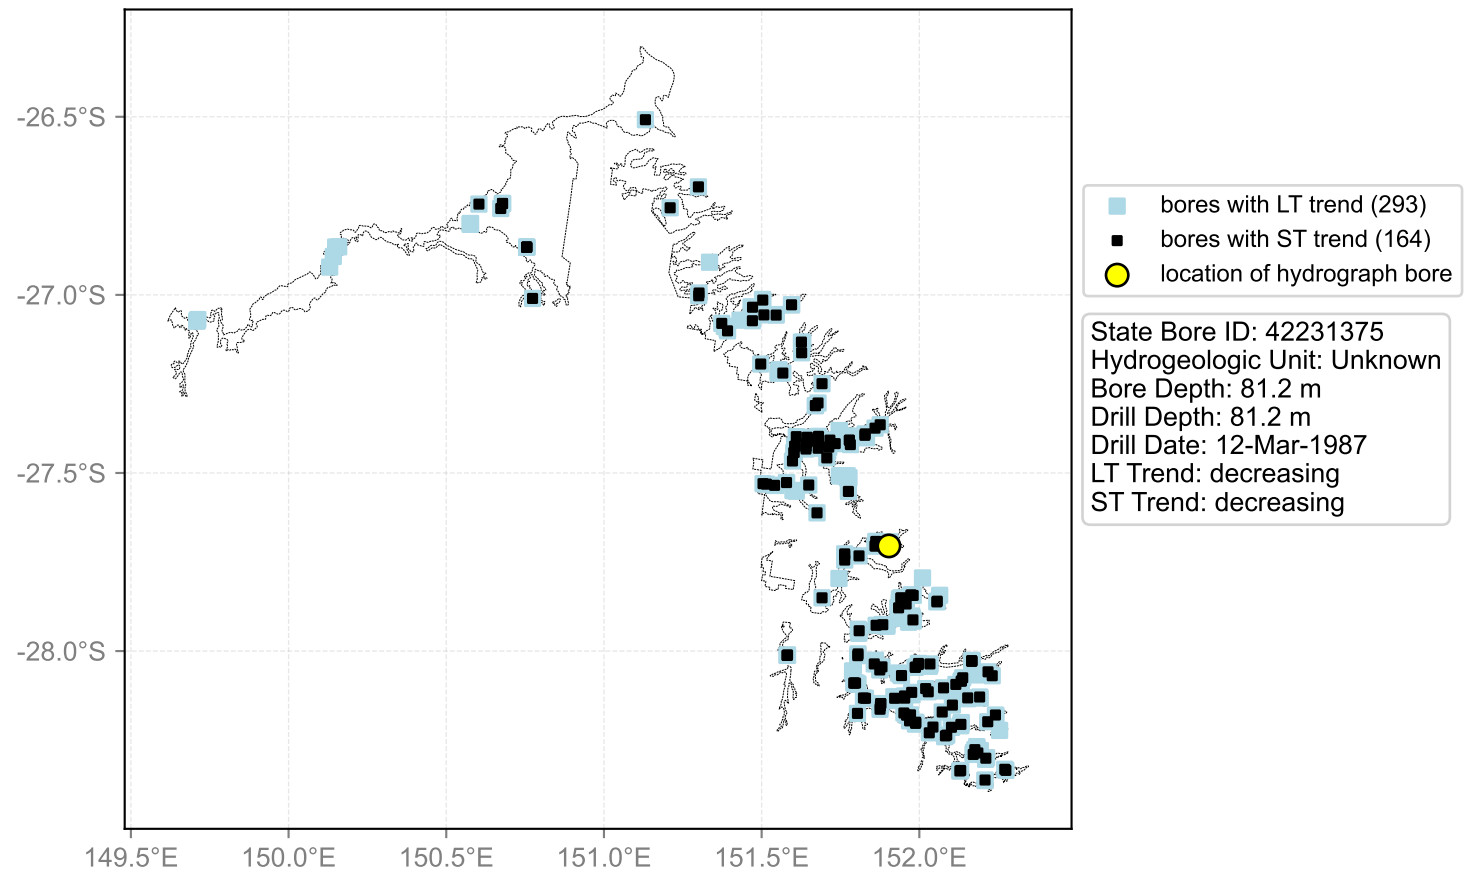 -26.5°S
-27.0°S
-27.5°S
-28.0°S
149.5°E
150.0°E
150.5°E
151.0°E
151.5°E
152.0°E
bores with LT trend (293)
bores with ST trend (164)
location of hydrograph bore
State Bore ID: 42231375
Hydrogeologic Unit: Unknown
Bore Depth: 81.2 m
Drill Depth: 81.2 m
Drill Date: 12-Mar-1987
LT Trend: decreasing
ST Trend: decreasing